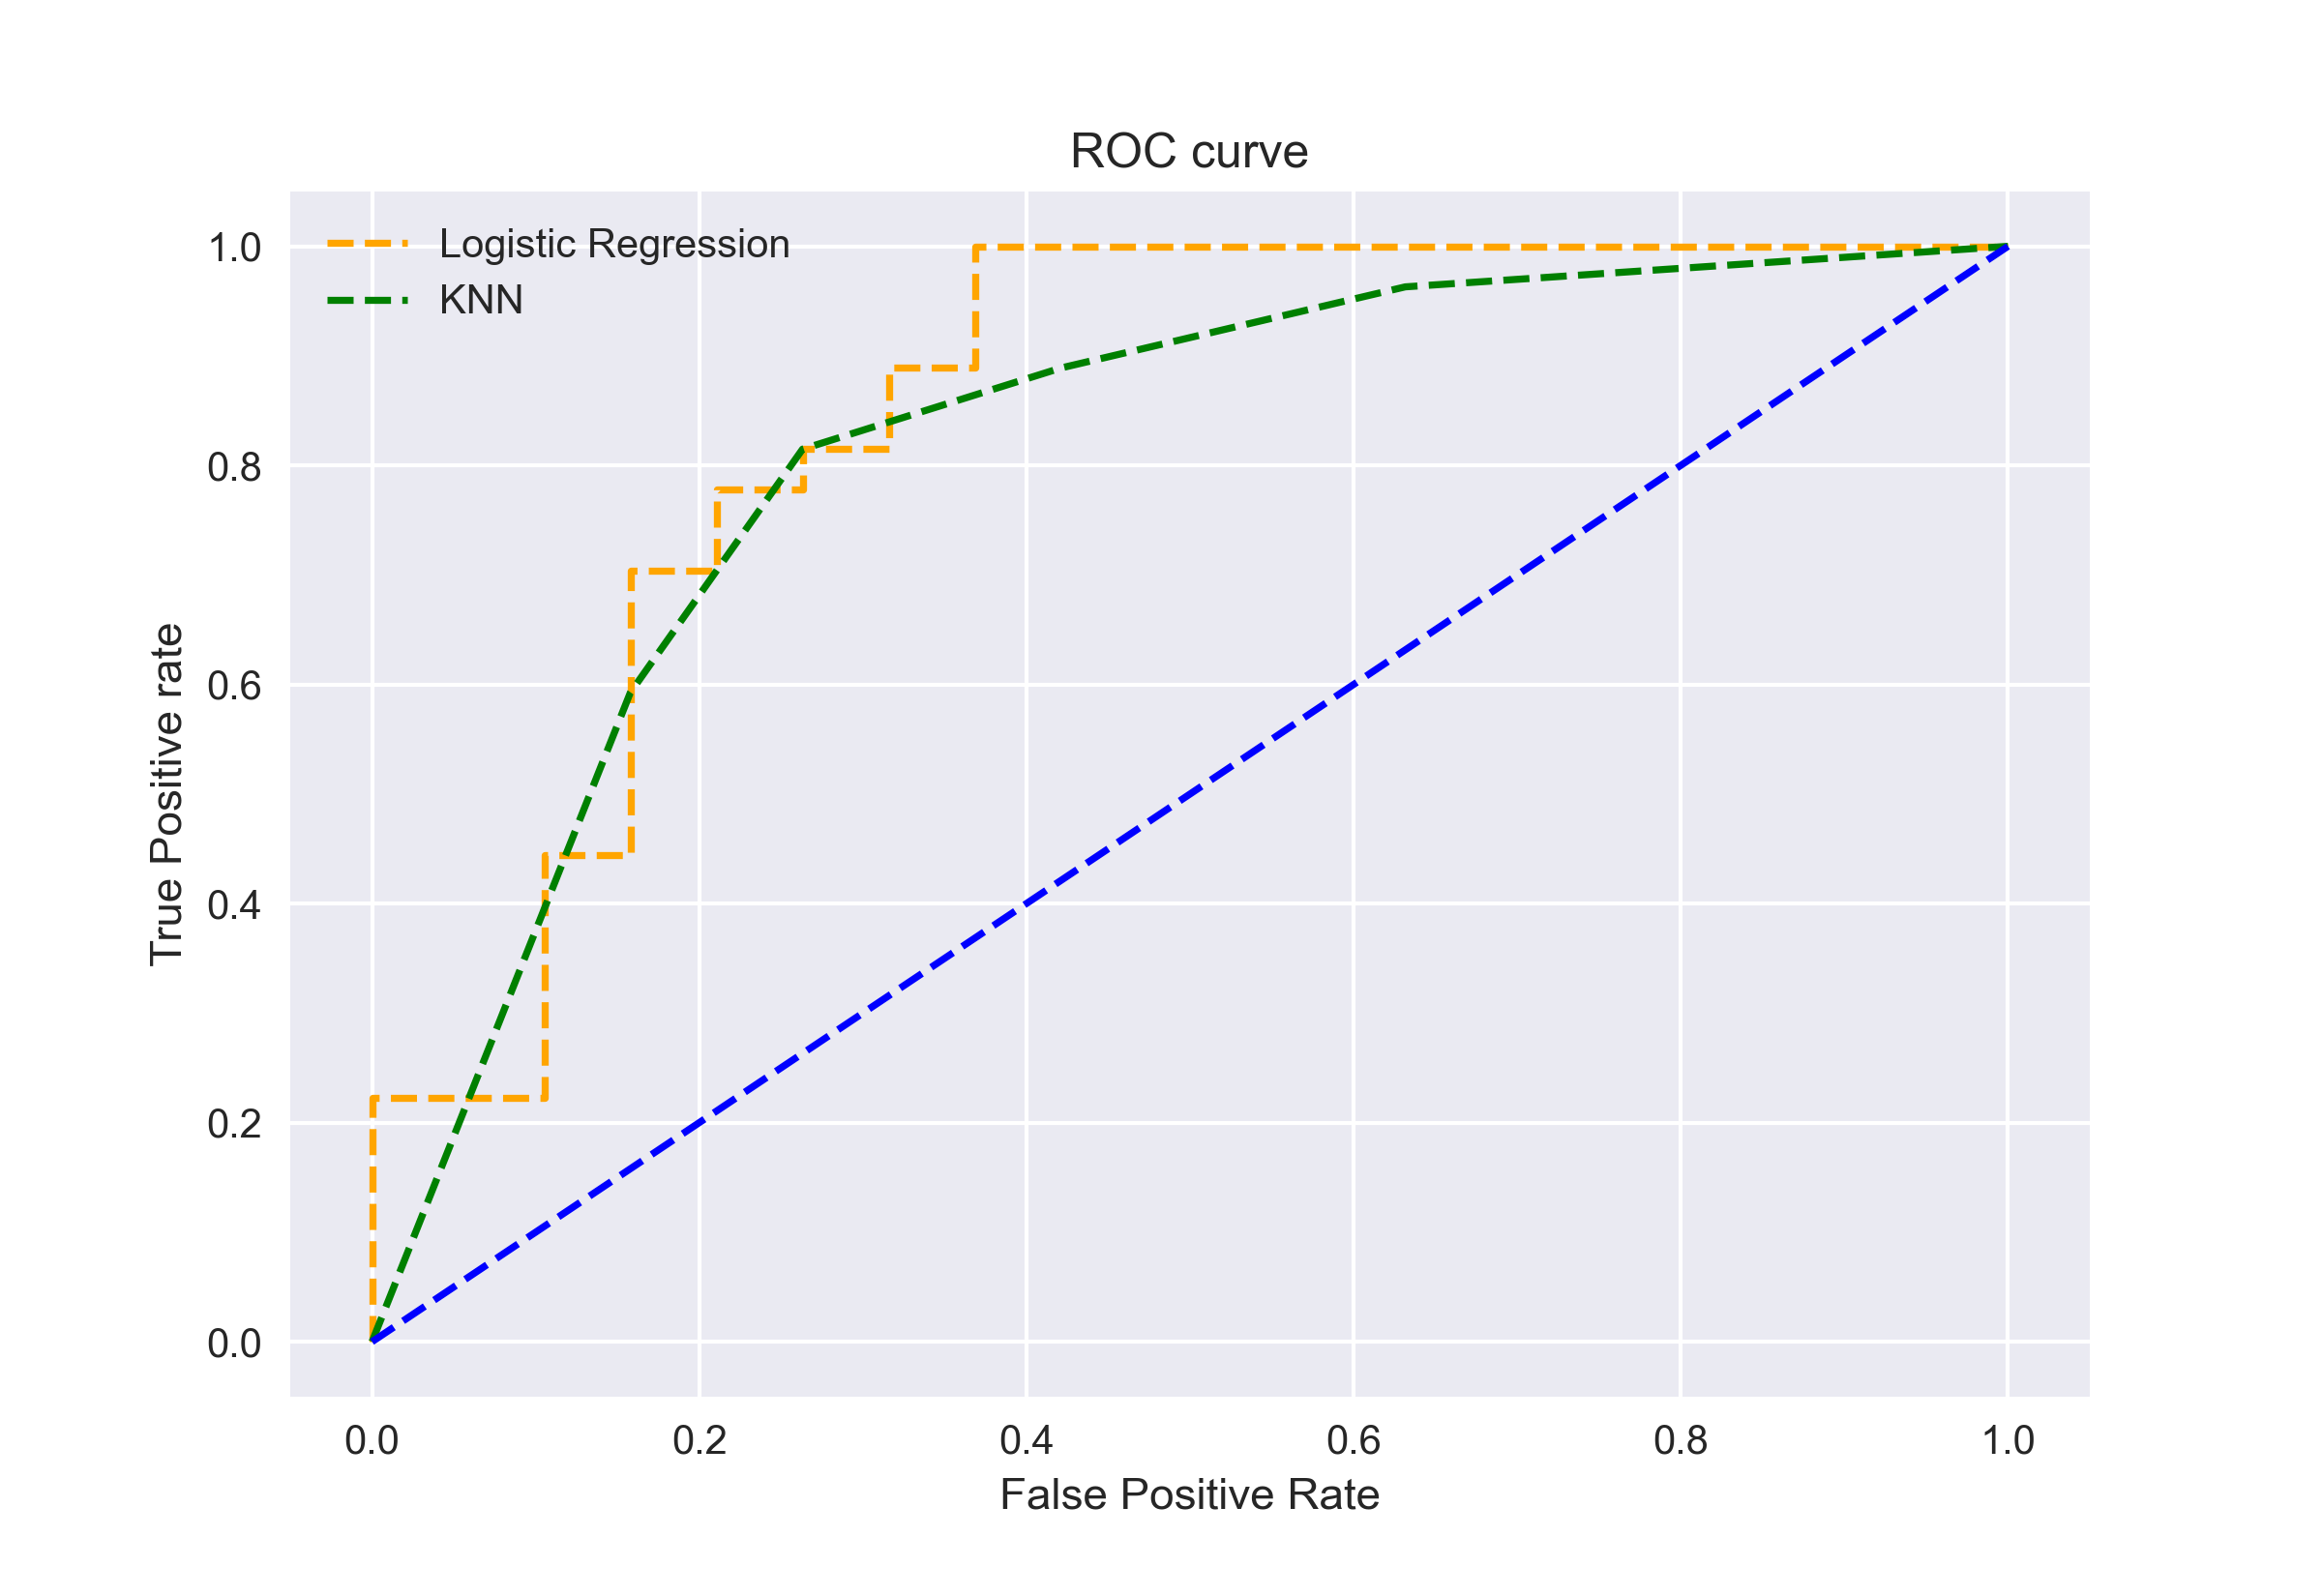 ROC curve
Logistic Regression
KNN
1.0
0.8
0.6
0.4
0.2
0.0
True Positive rate
0.0 0.2 0.4 0.6 0.8 1.0
False Positive Rate